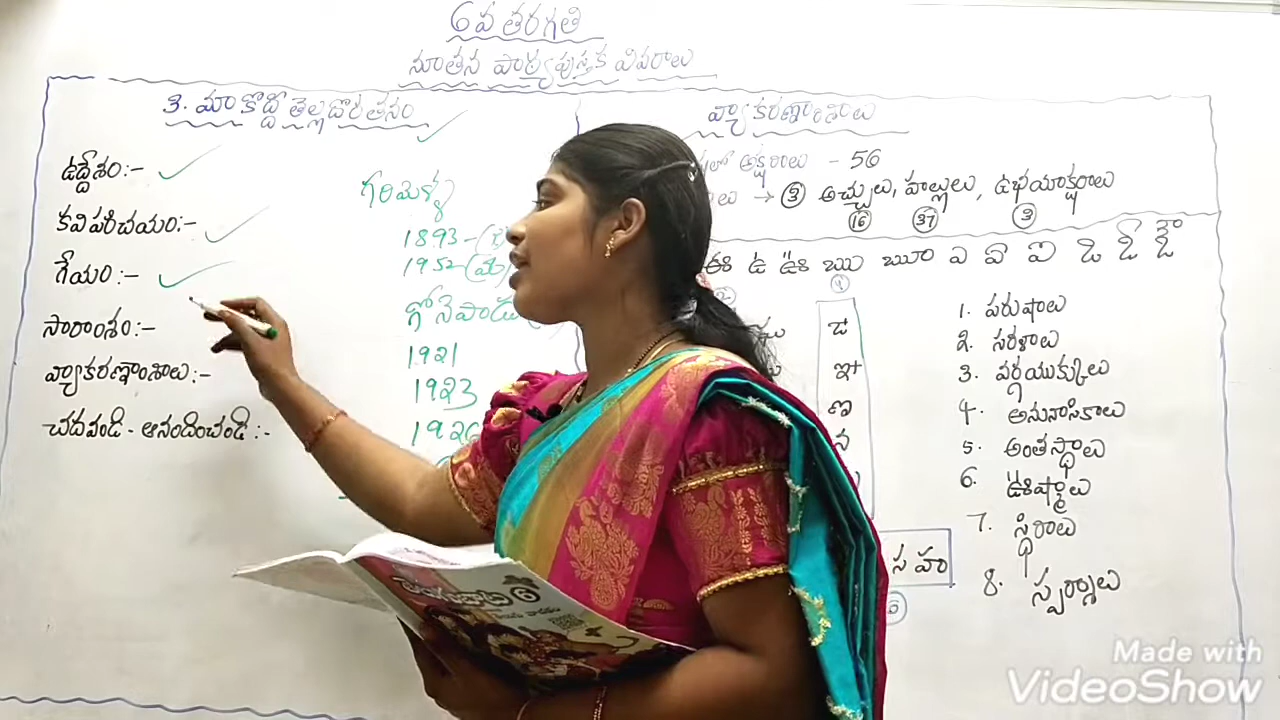 6వ తరగతి
నూతన పాఠ్యపుస్తక వివరాలు
3. మాకొద్దీ తెల్లదొరతనం
ఉద్దేశం:-
కవి పరిచయం:-
గేయం :-
సారాంశం:-
వ్యాకరణాంశాలు:-
చదవండి - ఆనందించండి :-
గరిమెళ్ళ
1893 -
1952 -
1921
1923
వ్యాకరణాంశాలు
అక్షరాలు - 56
→ ③ అచ్చులు, హల్లులు, ఉభయాక్షరాలు
⑯ ㊲ ③
ఈ ఉ ఊ ఋ ౠ ఎ ఏ ఐ ఒ ఓ ఔ
ఙ
ఞ
ణ
న
స హ
1. పరుషాలు
2. సరళాలు
3. వర్గయుక్కులు
4. అనునాసికాలు
5. అంతస్థాలు
6. ఊష్మాలు
7. స్థిరాలు
8. స్పర్శాలు
6
Made with
VideoShow